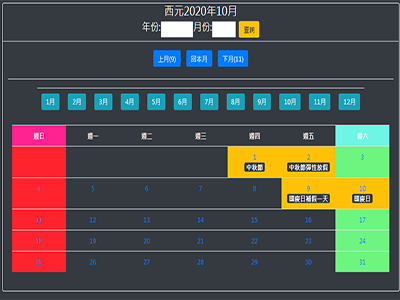 西元2020年10月
年份: 月份: 查詢
上月(9) 回本月 下月(11)
1月 2月 3月 4月 5月 6月 7月 8月 9月 10月 11月 12月
週日 週一 週二 週三 週四 週五 週六
1 2 3
中秋節 中秋節彈性放假
4 5 6 7 8 9 10
國慶日補假一天 國慶日
11 12 13 14 15 16 17
18 19 20 21 22 23 24
25 26 27 28 29 30 31